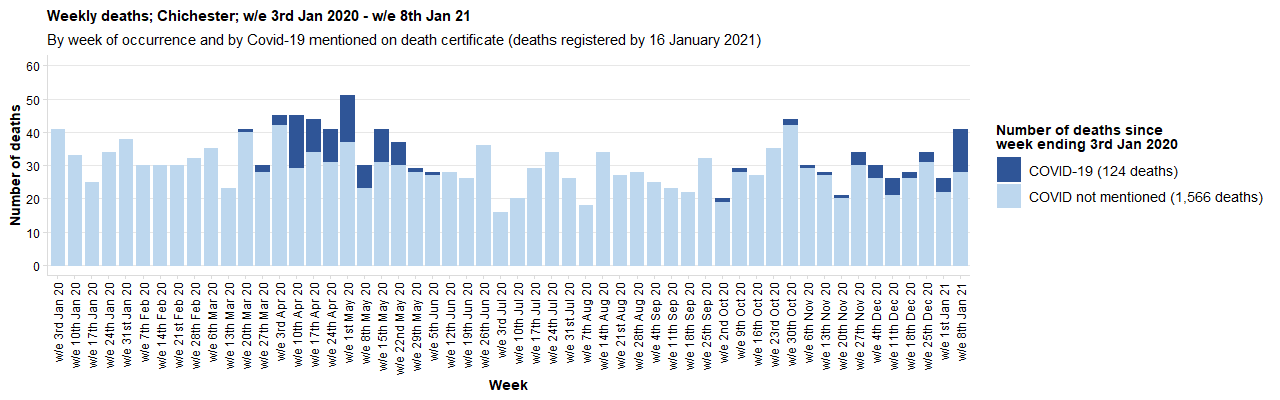 Weekly deaths; Chichester; w/e 3rd Jan 2020 - w/e 8th Jan 21
By week of occurrence and by Covid-19 mentioned on death certificate (deaths registered by 16 January 2021)
60
50
40
30
20
10
0
Number of deaths
w/e 3rd Jan 20
w/e 10th Jan 20
w/e 17th Jan 20
w/e 24th Jan 20
w/e 31st Jan 20
w/e 7th Feb 20
w/e 14th Feb 20
w/e 21st Feb 20
w/e 28th Feb 20
w/e 6th Mar 20
w/e 13th Mar 20
w/e 20th Mar 20
w/e 27th Mar 20
w/e 3rd Apr 20
w/e 10th Apr 20
w/e 17th Apr 20
w/e 24th Apr 20
w/e 1st May 20
w/e 8th May 20
w/e 15th May 20
w/e 22nd May 20
w/e 29th May 20
w/e 5th Jun 20
w/e 12th Jun 20
w/e 19th Jun 20
w/e 26th Jun 20
w/e 3rd Jul 20
w/e 10th Jul 20
w/e 17th Jul 20
w/e 24th Jul 20
w/e 31st Jul 20
w/e 7th Aug 20
w/e 14th Aug 20
w/e 21st Aug 20
w/e 28th Aug 20
w/e 4th Sep 20
w/e 11th Sep 20
w/e 18th Sep 20
w/e 25th Sep 20
w/e 2nd Oct 20
w/e 9th Oct 20
w/e 16th Oct 20
w/e 23rd Oct 20
w/e 30th Oct 20
w/e 6th Nov 20
w/e 13th Nov 20
w/e 20th Nov 20
w/e 27th Nov 20
w/e 4th Dec 20
w/e 11th Dec 20
w/e 18th Dec 20
w/e 25th Dec 20
w/e 1st Jan 21
w/e 8th Jan 21
Week
Number of deaths since
week ending 3rd Jan 2020
COVID-19 (124 deaths)
COVID not mentioned (1,566 deaths)